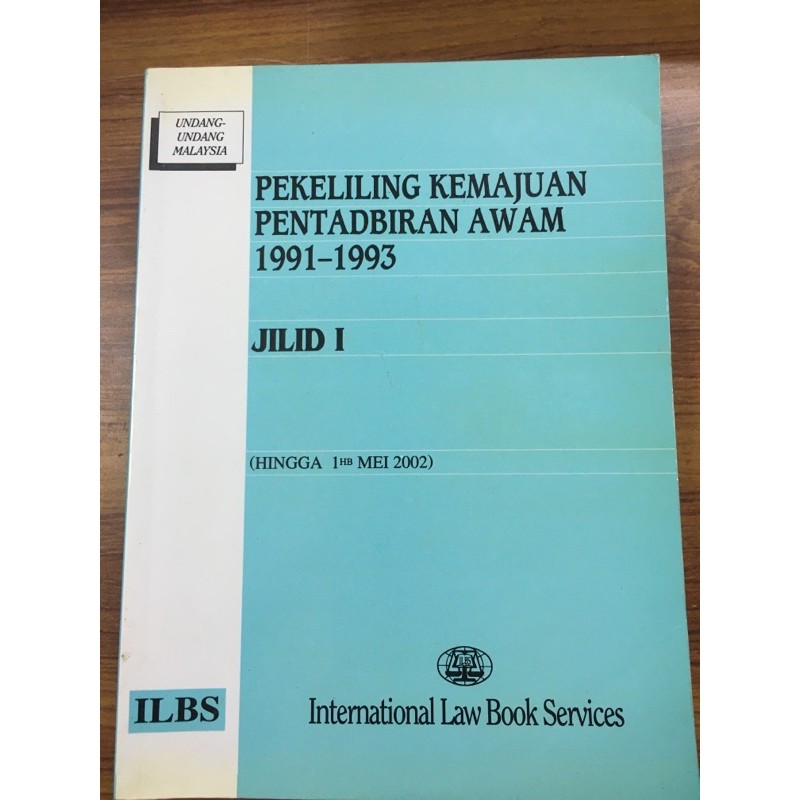 UNDANG-
UNDANG
MALAYSIA
PEKELILING KEMAJUAN
PENTADBIRAN AWAM
1991–1993
JILID I
(HINGGA 1HB MEI 2002)
ILBS
International Law Book Services